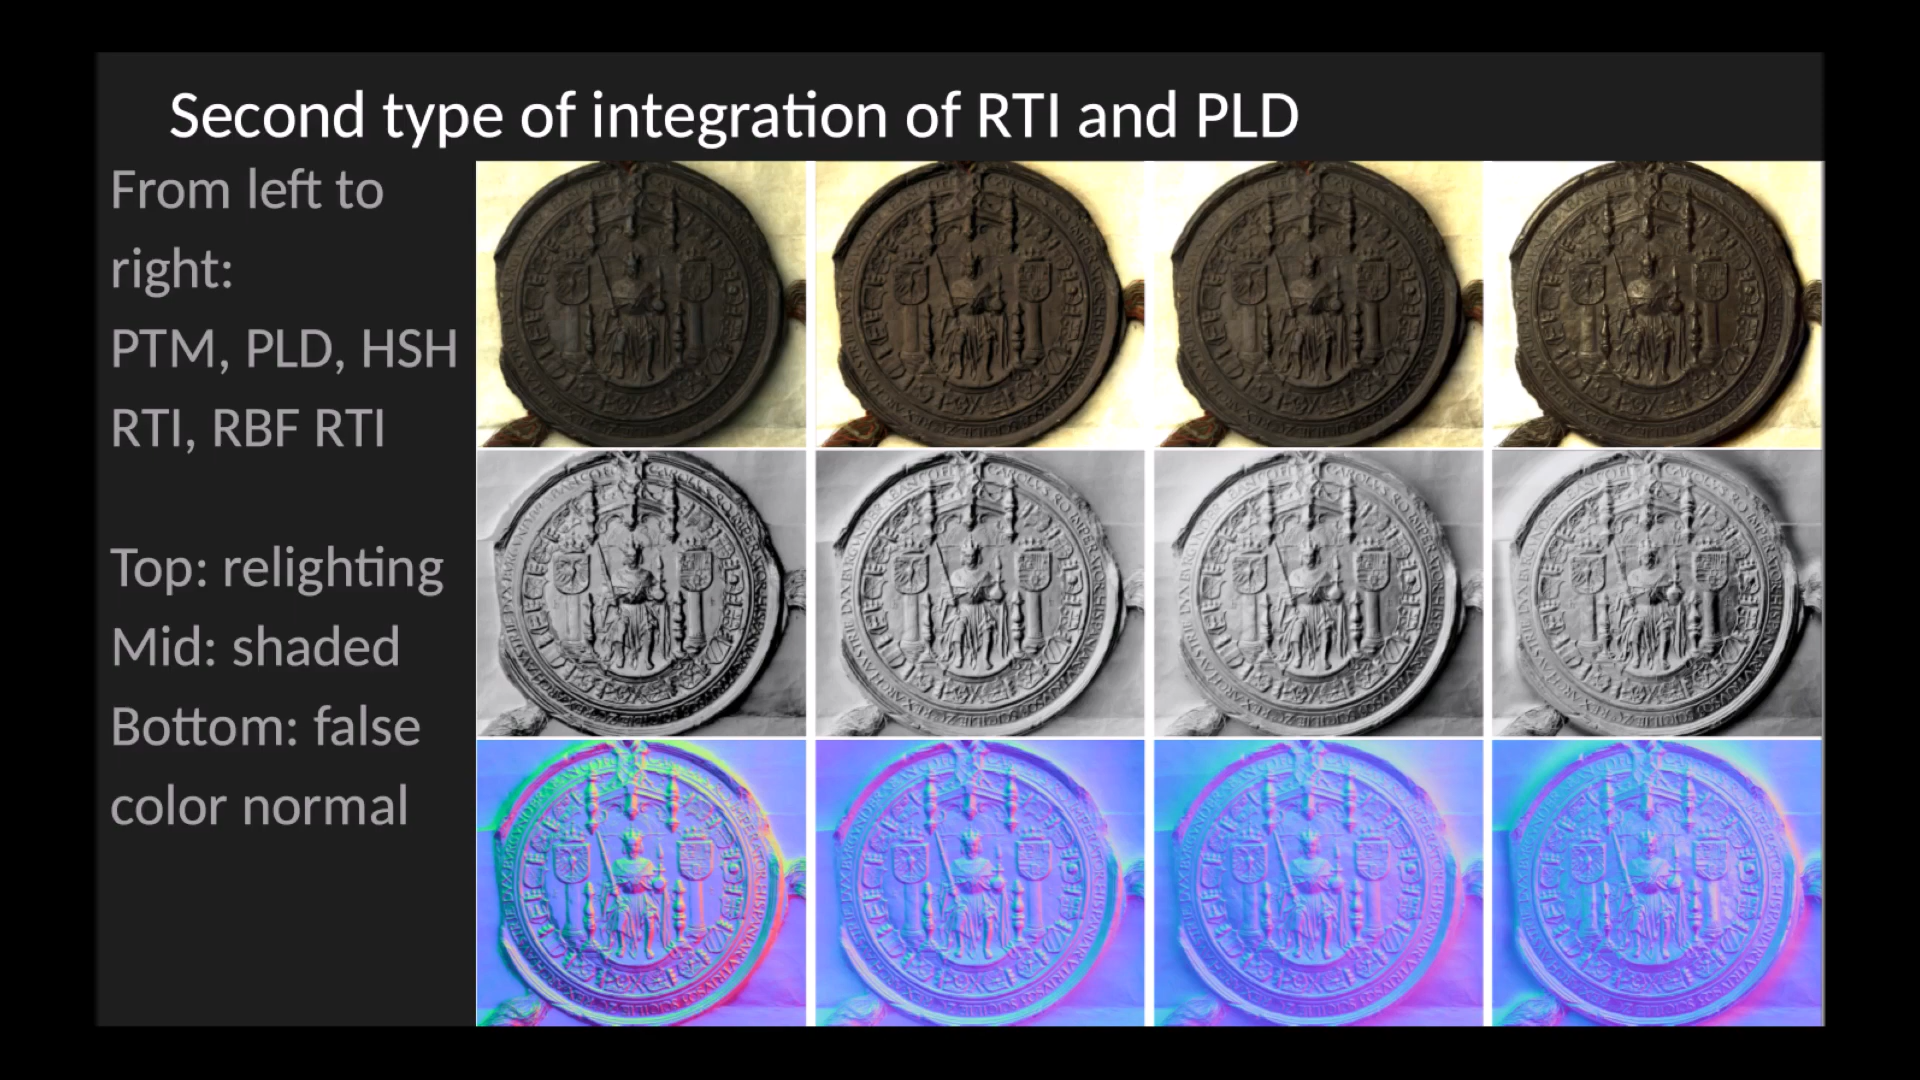 Second type of integration of RTI and PLD
From left to
right:
PTM, PLD, HSH
RTI, RBF RTI
Top: relighting
Mid: shaded
Bottom: false
color normal